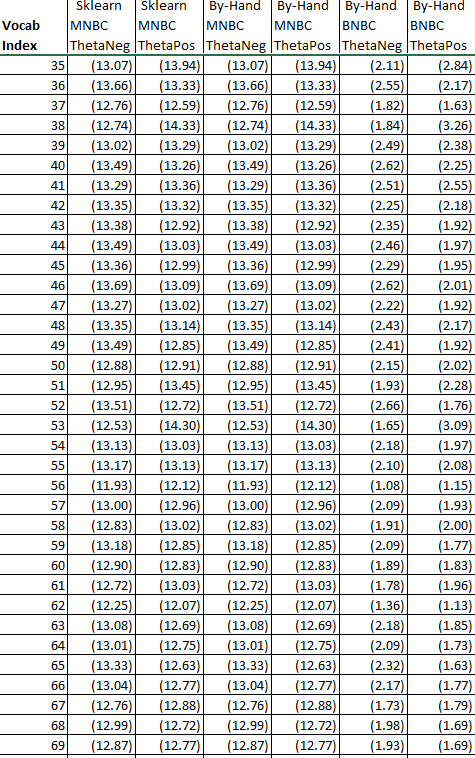 Sklearn Sklearn By-Hand By-Hand By-Hand By-Hand
Vocab MNBC MNBC MNBC MNBC BNBC BNBC
Index ThetaNeg ThetaPos ThetaNeg ThetaPos ThetaNeg ThetaPos
35 (13.07) (13.94) (13.07) (13.94) (2.11) (2.84)
36 (13.66) (13.33) (13.66) (13.33) (2.55) (2.17)
37 (12.76) (12.59) (12.76) (12.59) (1.82) (1.63)
38 (12.74) (14.33) (12.74) (14.33) (1.84) (3.26)
39 (13.02) (13.29) (13.02) (13.29) (2.49) (2.38)
40 (13.49) (13.26) (13.49) (13.26) (2.62) (2.25)
41 (13.29) (13.36) (13.29) (13.36) (2.51) (2.55)
42 (13.35) (13.32) (13.35) (13.32) (2.25) (2.18)
43 (13.38) (12.92) (13.38) (12.92) (2.35) (1.92)
44 (13.49) (13.03) (13.49) (13.03) (2.46) (1.97)
45 (13.36) (12.99) (13.36) (12.99) (2.29) (1.95)
46 (13.69) (13.09) (13.69) (13.09) (2.62) (2.01)
47 (13.27) (13.02) (13.27) (13.02) (2.22) (1.92)
48 (13.35) (13.14) (13.35) (13.14) (2.43) (2.17)
49 (13.49) (12.85) (13.49) (12.85) (2.41) (1.92)
50 (12.88) (12.91) (12.88) (12.91) (2.15) (2.02)
51 (12.95) (13.45) (12.95) (13.45) (1.93) (2.28)
52 (13.51) (12.72) (13.51) (12.72) (2.66) (1.76)
53 (12.53) (14.30) (12.53) (14.30) (1.65) (3.09)
54 (13.13) (13.03) (13.13) (13.03) (2.18) (1.97)
55 (13.17) (13.13) (13.17) (13.13) (2.10) (2.08)
56 (11.93) (12.12) (11.93) (12.12) (1.08) (1.15)
57 (13.00) (12.96) (13.00) (12.96) (2.09) (1.93)
58 (12.83) (13.02) (12.83) (13.02) (1.91) (2.00)
59 (13.18) (12.85) (13.18) (12.85) (2.09) (1.77)
60 (12.90) (12.83) (12.90) (12.83) (1.89) (1.83)
61 (12.72) (13.03) (12.72) (13.03) (1.78) (1.96)
62 (12.25) (12.07) (12.25) (12.07) (1.36) (1.13)
63 (13.08) (12.69) (13.08) (12.69) (2.18) (1.85)
64 (13.01) (12.75) (13.01) (12.75) (2.09) (1.73)
65 (13.33) (12.63) (13.33) (12.63) (2.32) (1.63)
66 (13.04) (12.77) (13.04) (12.77) (2.17) (1.77)
67 (12.76) (12.88) (12.76) (12.88) (1.73) (1.79)
68 (12.99) (12.72) (12.99) (12.72) (1.98) (1.69)
69 (12.87) (12.77) (12.87) (12.77) (1.93) (1.69)